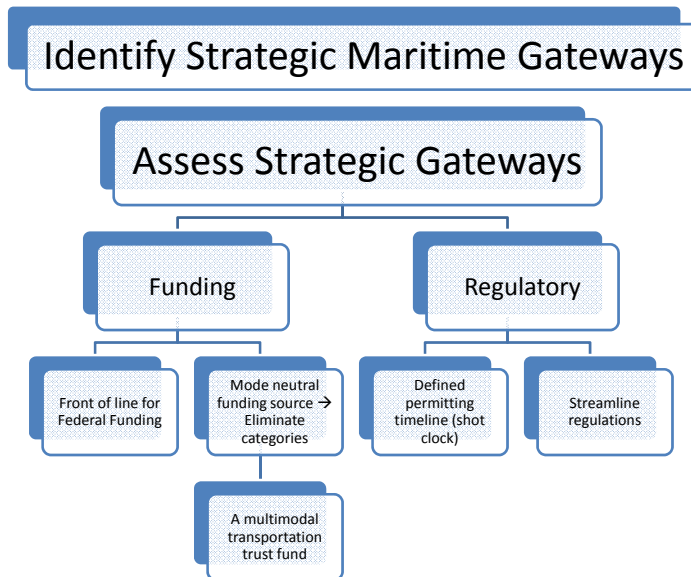 Identify Strategic Maritime Gateways
Assess Strategic Gateways
Funding
Regulatory
Front of line for
Federal Funding
Mode neutral
funding source →
Eliminate
categories
Defined
permitting
timeline (shot
clock)
Streamline
regulations
A multimodal
transportation
trust fund